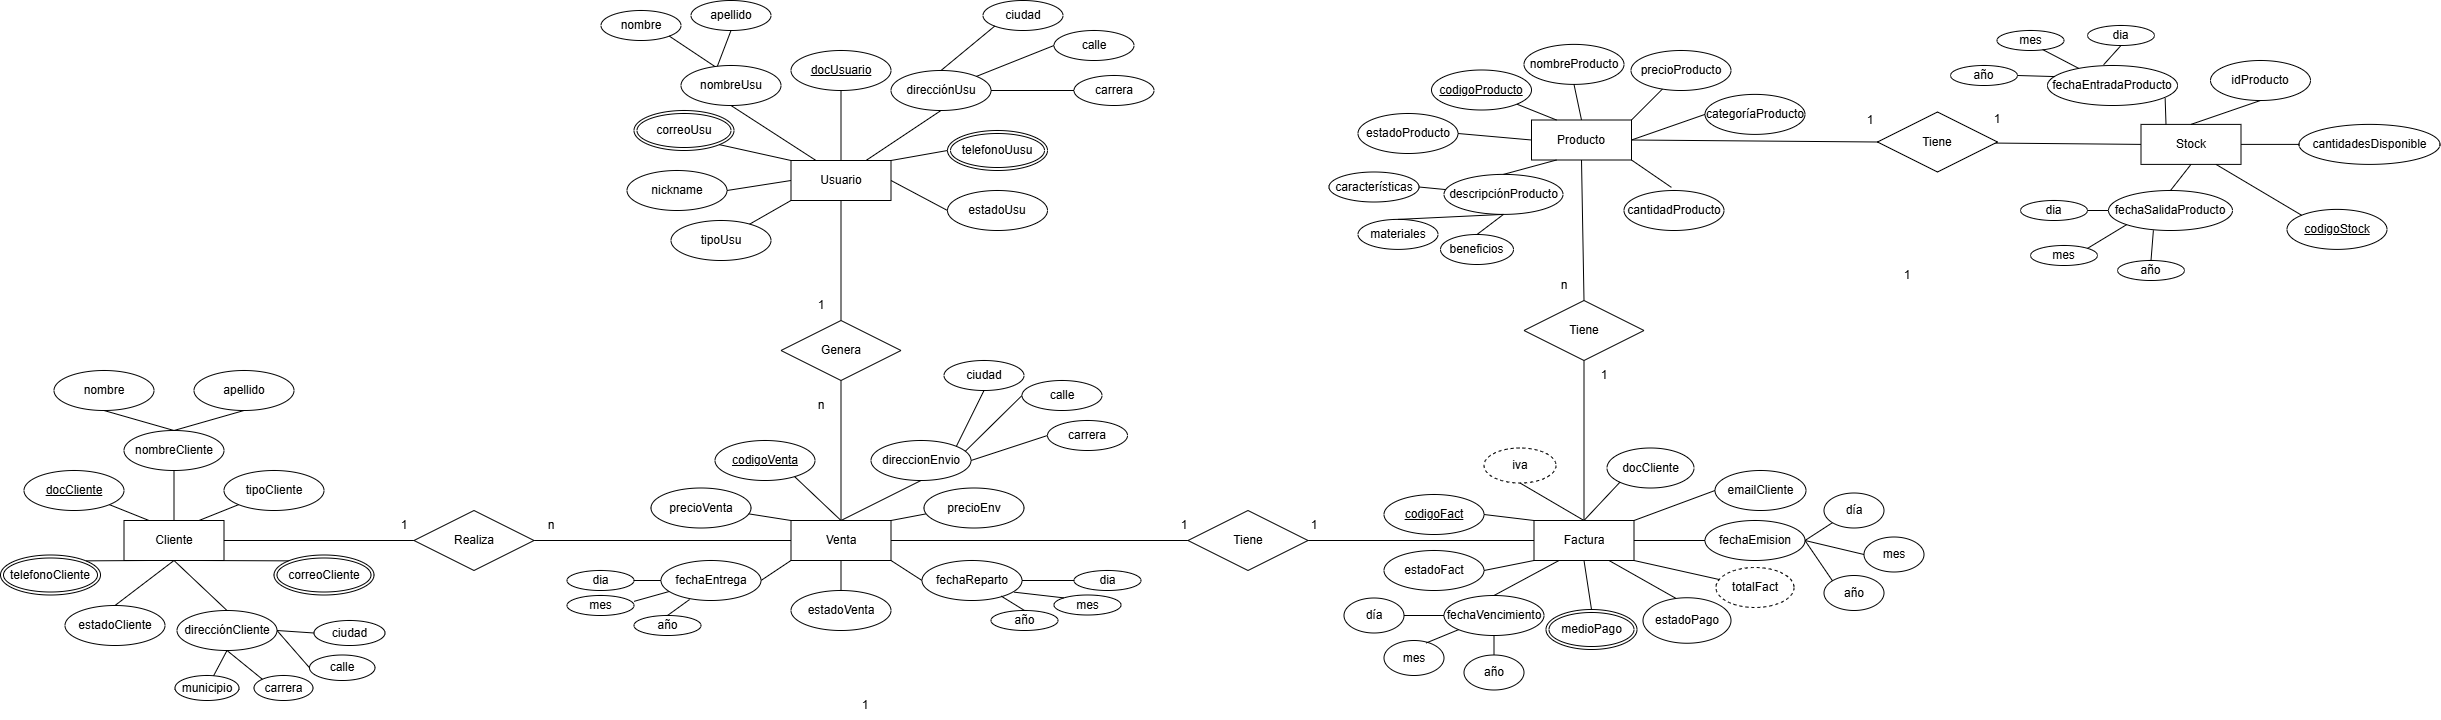 nombre
apellido
nombreUsu
docUsuario
ciudad
calle
direcciónUsu
carrera
correoUsu
telefonoUusu
nickname
Usuario
estadoUsu
tipoUsu
1
Genera
n
nombreProducto
precioProducto
codigoProducto
categoríaProducto
estadoProducto
Producto
características
descripciónProducto
cantidadProducto
materiales
beneficios
1
Tiene
1
mes
dia
año
fechaEntradaProducto
idProducto
Stock
cantidadesDisponible
dia
fechaSalidaProducto
codigoStock
mes
año
1
n
Tiene
1
nombre
apellido
nombreCliente
docCliente
tipoCliente
Cliente
telefonoCliente
correoCliente
estadoCliente
direcciónCliente
ciudad
calle
municipio
carrera
1
Realiza
n
ciudad
calle
carrera
codigoVenta
direccionEnvio
precioVenta
precioEnv
Venta
dia
fechaEntrega
mes
año
estadoVenta
fechaReparto
dia
mes
año
1
Tiene
1
iva
docCliente
emailCliente
codigoFact
día
Factura
fechaEmision
mes
estadoFact
totalFact
año
día
fechaVencimiento
medioPago
estadoPago
mes
año
1